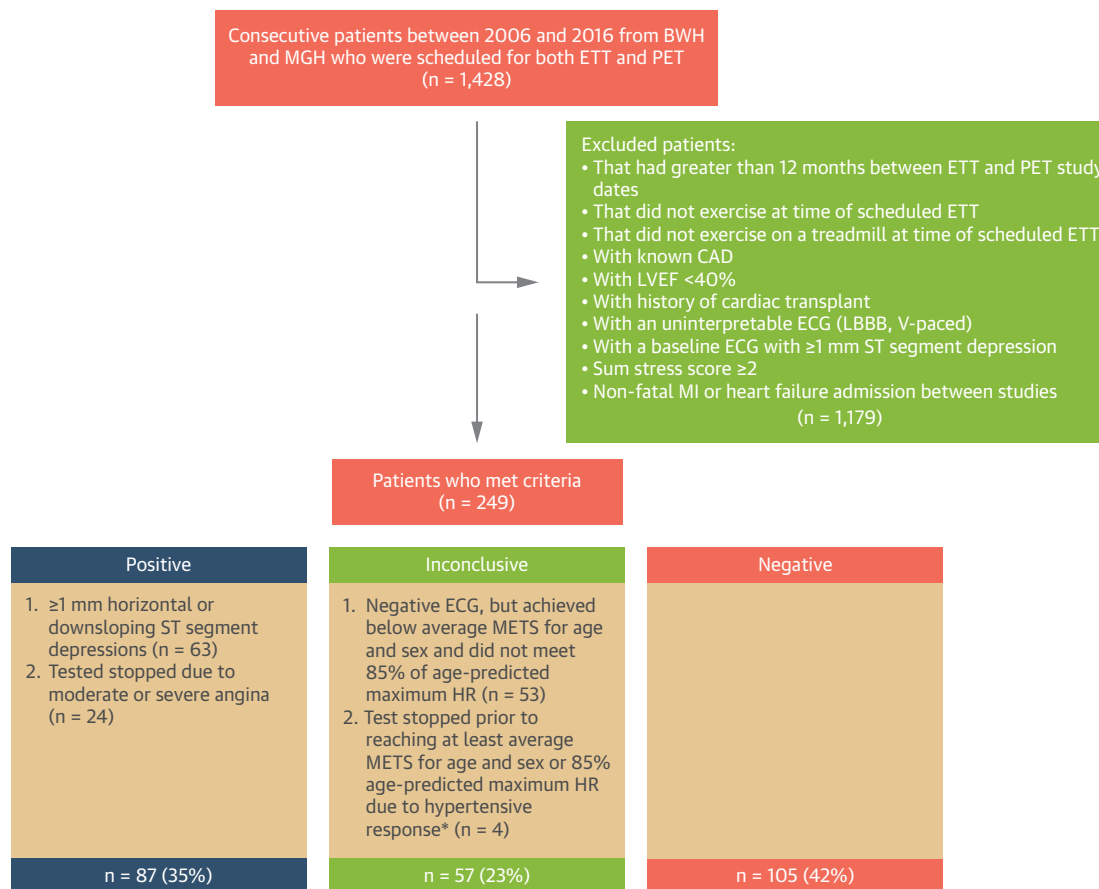 Consecutive patients between 2006 and 2016 from BWH
and MGH who were scheduled for both ETT and PET
(n = 1,428)
Excluded patients:
• That had greater than 12 months between ETT and PET study
dates
• That did not exercise at time of scheduled ETT
• That did not exercise on a treadmill at time of scheduled ETT
• With known CAD
• With LVEF <40%
• With history of cardiac transplant
• With an uninterpretable ECG (LBBB, V-paced)
• With a baseline ECG with ≥1 mm ST segment depression
• Sum stress score ≥2
• Non-fatal MI or heart failure admission between studies
(n = 1,179)
Patients who met criteria
(n = 249)
Positive
1. ≥1 mm horizontal or
downsloping ST segment
depressions (n = 63)
2. Tested stopped due to
moderate or severe angina
(n = 24)
n = 87 (35%)
Inconclusive
1. Negative ECG, but achieved
below average METS for age
and sex and did not meet
85% of age-predicted
maximum HR (n = 53)
2. Test stopped prior to
reaching at least average
METS for age and sex or 85%
age-predicted maximum HR
due to hypertensive
response* (n = 4)
n = 57 (23%)
Negative
n = 105 (42%)